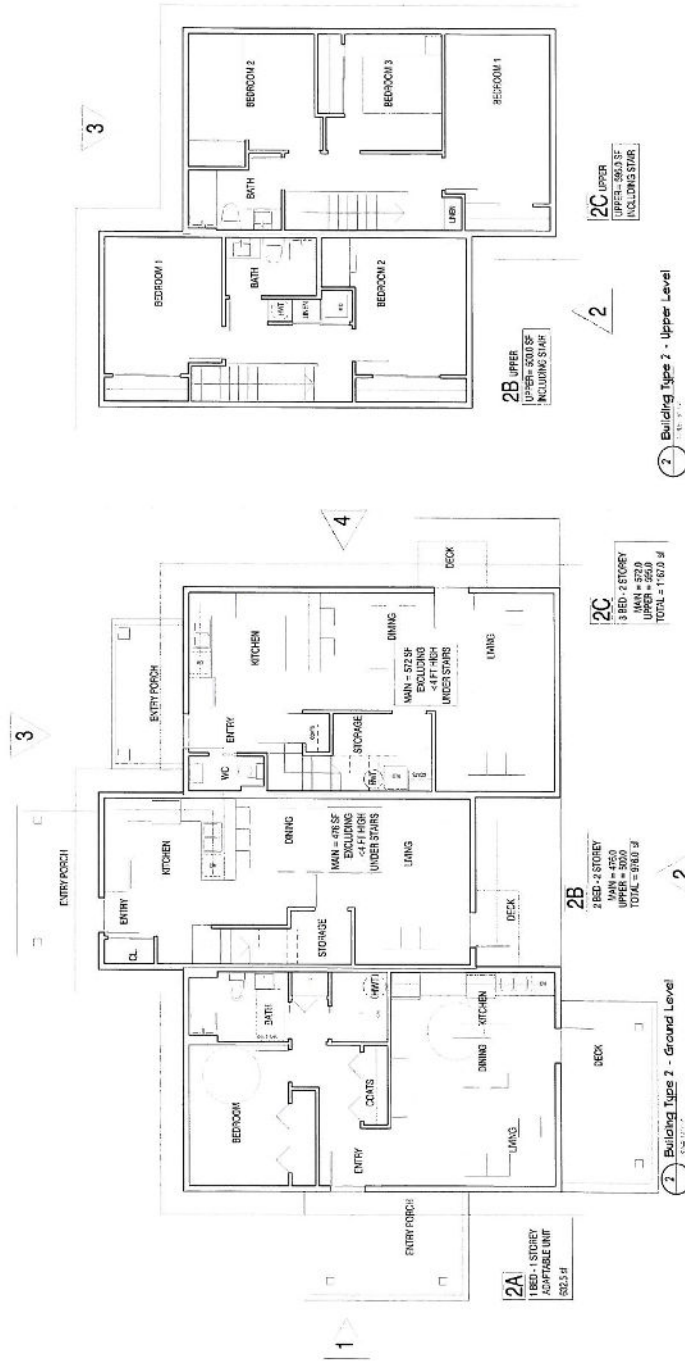 3
BEDROOM 2
BEDROOM 3
BEDROOM 1
BATH
LINEN
BEDROOM 1
BATH
HWT
LINEN
BEDROOM 2
2C UPPER
UPPER = 595.0 SF
INCLUDING STAIR
2B UPPER
UPPER = 500.0 SF
INCLUDING STAIR
2
2 Building Type 2 - Upper Level
3
4
ENTRY PORCH
KITCHEN
ENTRY
WC
DINING
MAIN = 572 SF
EXCLUDING
<4 FT HIGH
UNDER STAIRS
STORAGE
HWT
LIVING
DECK
2C
3 BED - 2 STOREY
MAIN = 572.0
UPPER = 595.0
TOTAL = 1167.0 sf
ENTRY PORCH
KITCHEN
ENTRY
CL.
DINING
MAIN = 476 SF
EXCLUDING
<4 FT HIGH
UNDER STAIRS
STORAGE
LIVING
DECK
2B
2 BED - 2 STOREY
MAIN = 476.0
UPPER = 500.0
TOTAL = 976.0 sf
2
BATH
BEDROOM
(HWT)
COATS
ENTRY
KITCHEN
DINING
LIVING
DECK
ENTRY PORCH
2A
1 BED - 1 STOREY
ADAPTABLE UNIT
602.5 sf
1
2 Building Type 2 - Ground Level